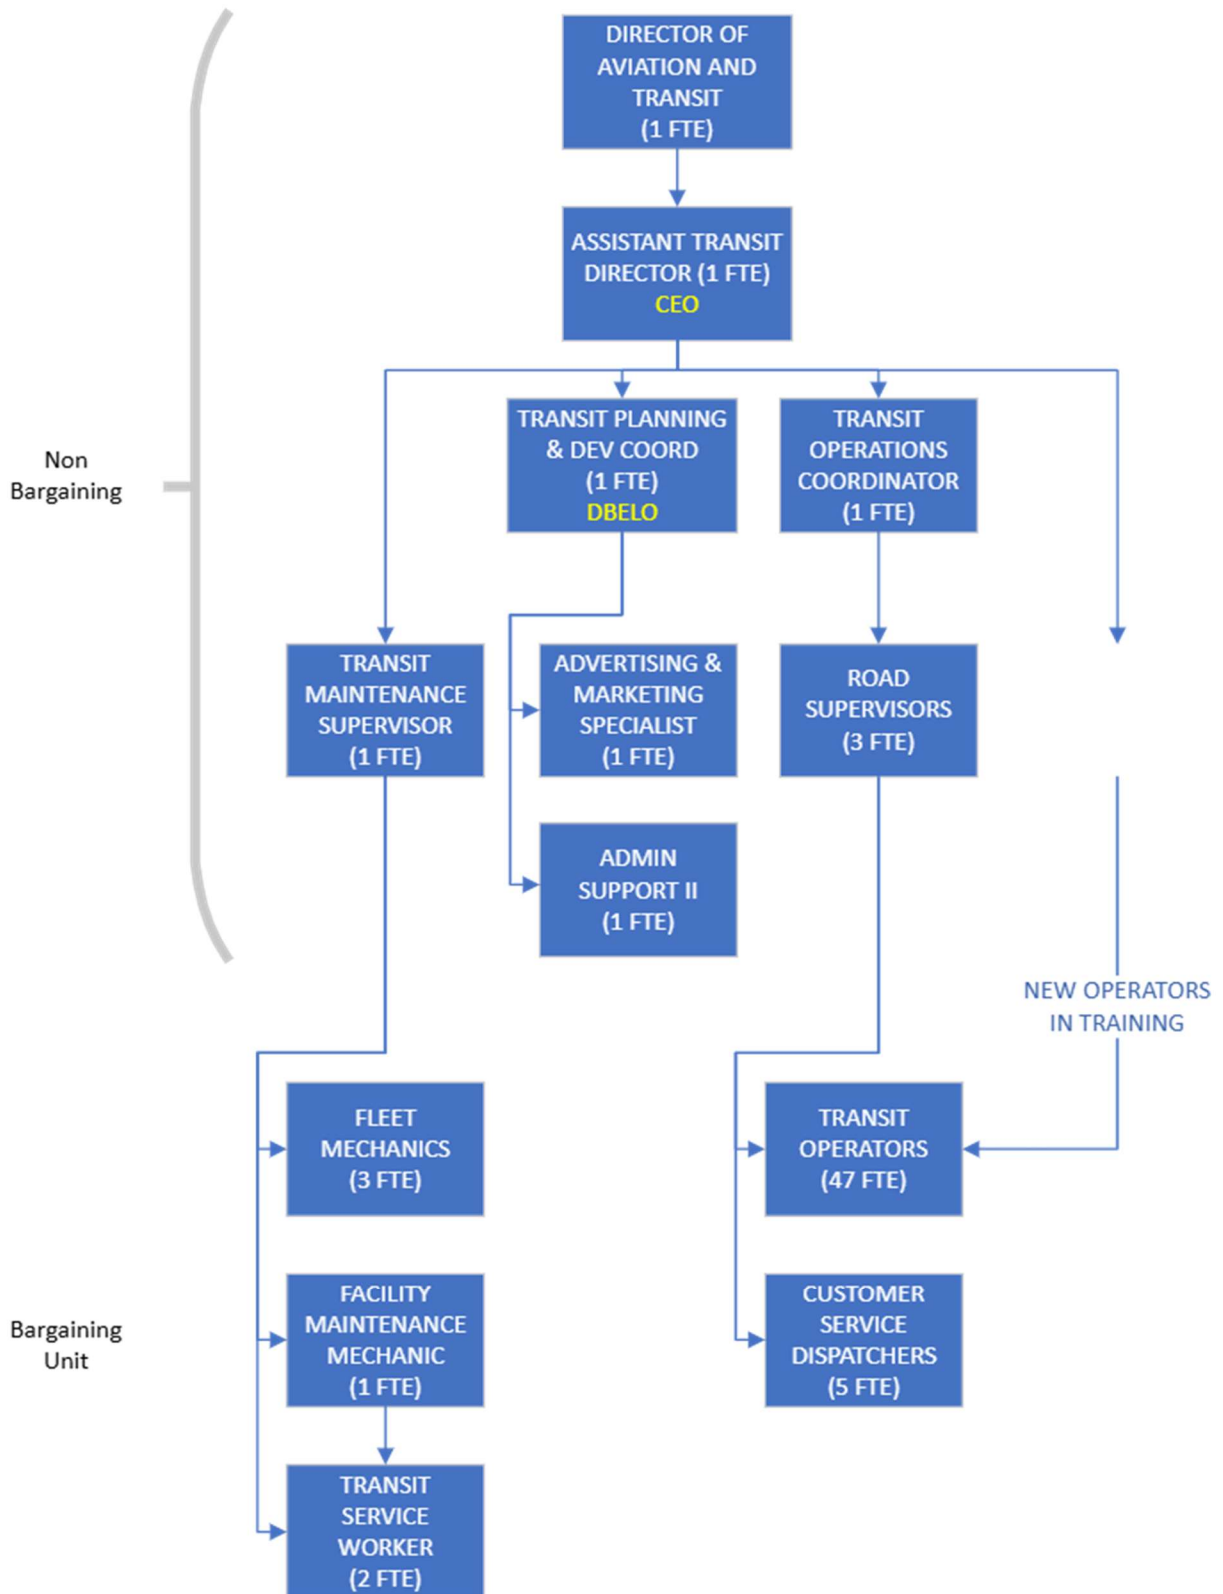 DIRECTOR OF
AVIATION AND
TRANSIT
(1 FTE)
ASSISTANT TRANSIT
DIRECTOR (1 FTE)
CEO
TRANSIT PLANNING
& DEV COORD
(1 FTE)
DBELO
TRANSIT
OPERATIONS
COORDINATOR
(1 FTE)
Non
Bargaining
TRANSIT
MAINTENANCE
SUPERVISOR
(1 FTE)
ADVERTISING &
MARKETING
SPECIALIST
(1 FTE)
ROAD
SUPERVISORS
(3 FTE)
ADMIN
SUPPORT II
(1 FTE)
NEW OPERATORS
IN TRAINING
FLEET
MECHANICS
(3 FTE)
TRANSIT
OPERATORS
(47 FTE)
Bargaining
Unit
FACILITY
MAINTENANCE
MECHANIC
(1 FTE)
CUSTOMER
SERVICE
DISPATCHERS
(5 FTE)
TRANSIT
SERVICE
WORKER
(2 FTE)